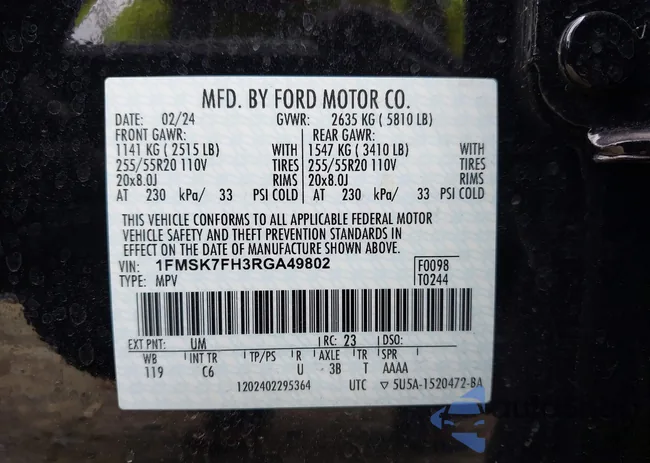 MFD. BY FORD MOTOR CO.
DATE: 02/24 GVWR: 2635 KG ( 5810 LB)
FRONT GAWR: REAR GAWR:
1141 KG ( 2515 LB) WITH 1547 KG ( 3410 LB) WITH
255/55R20 110V TIRES 255/55R20 110V TIRES
20x8.0J RIMS 20x8.0J RIMS
AT 230 kPa/ 33 PSI COLD AT 230 kPa/ 33 PSI COLD
THIS VEHICLE CONFORMS TO ALL APPLICABLE FEDERAL MOTOR
VEHICLE SAFETY AND THEFT PREVENTION STANDARDS IN
EFFECT ON THE DATE OF MANUFACTURE SHOWN ABOVE.
VIN: 1FMSK7FH3RGA49802 F0098
TYPE: MPV T0244
EXT PNT: UM RC: 23 DSO:
WB INT TR TP/PS R AXLE TR SPR
119 C6 U 3B T AAAA
1202402295364 UTC ▽ 5U5A-1520472-BA